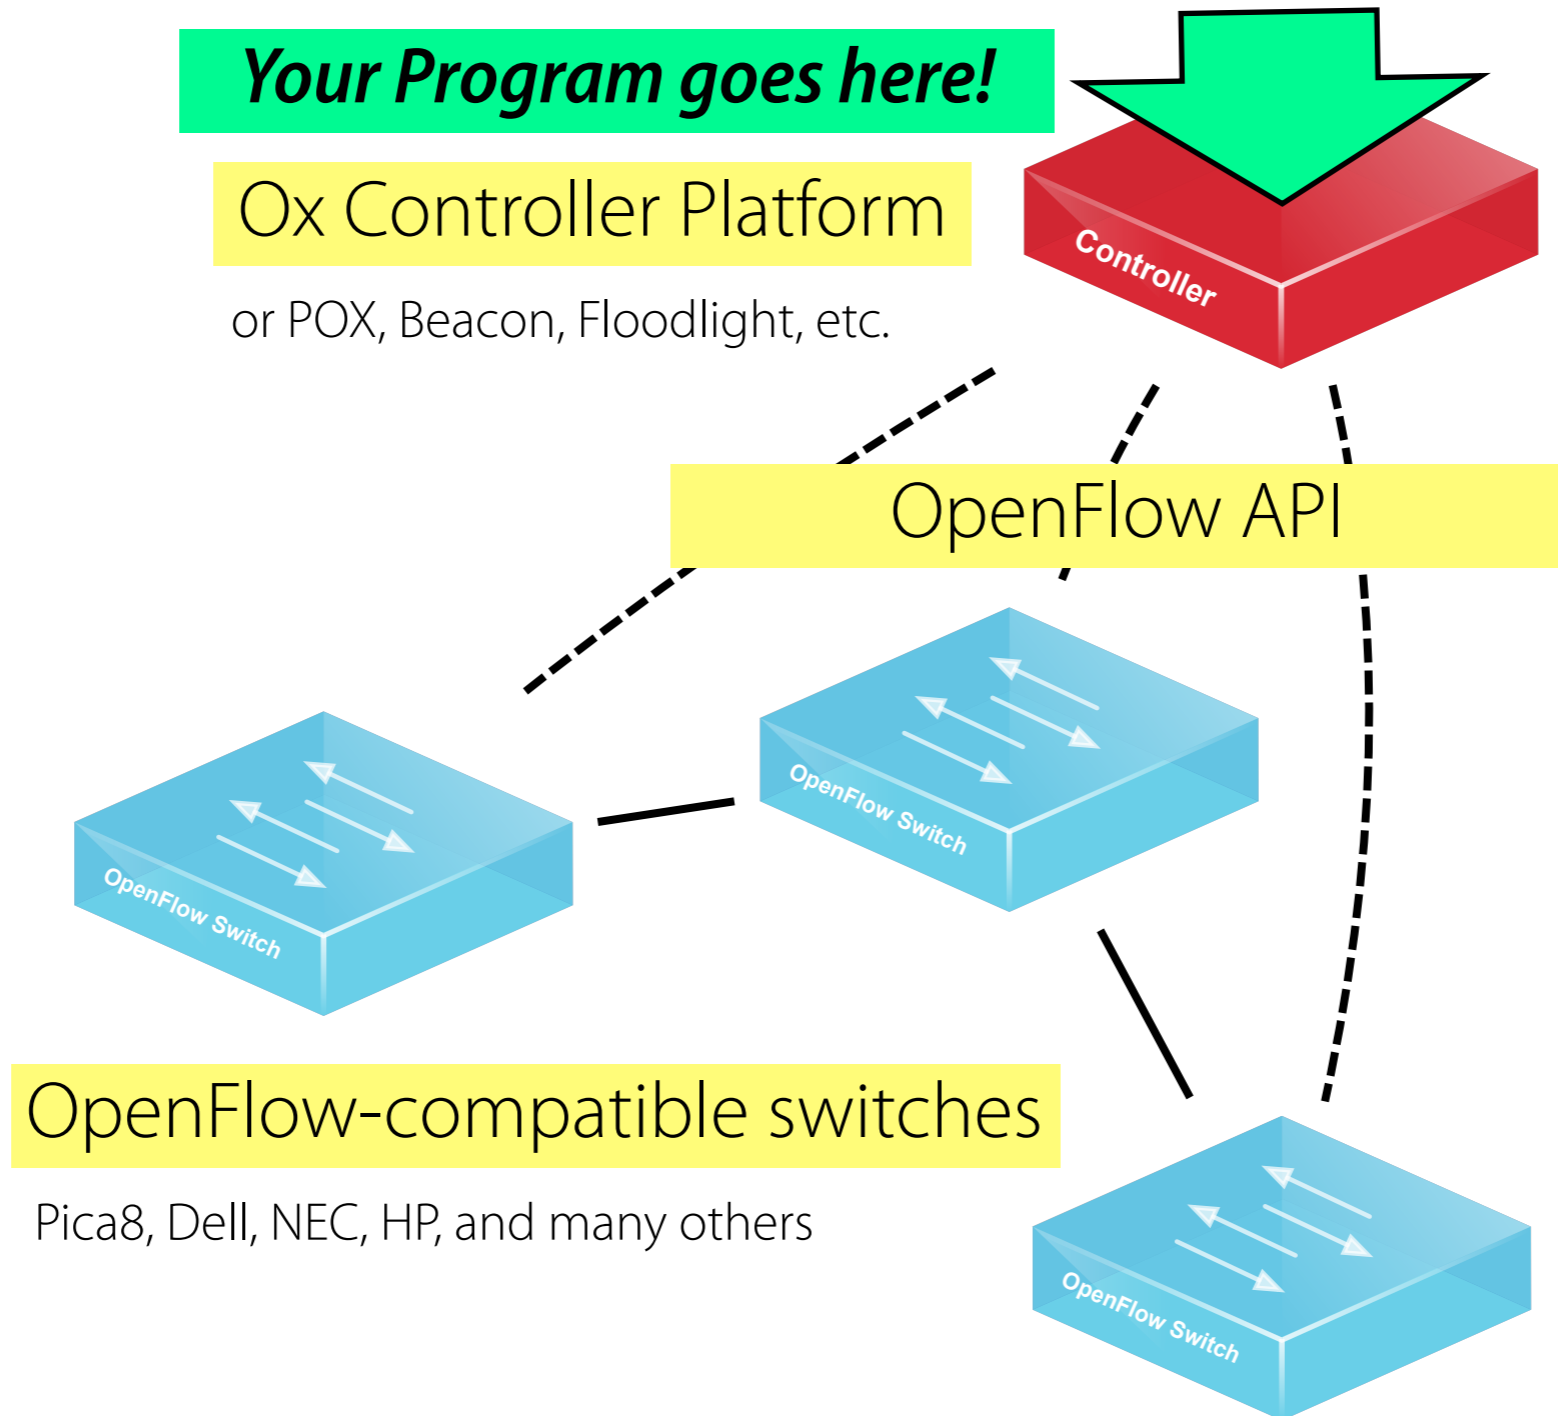 Your Program goes here!
Ox Controller Platform
or POX, Beacon, Floodlight, etc.
Controller
OpenFlow API
OpenFlow Switch
OpenFlow Switch
OpenFlow-compatible switches
Pica8, Dell, NEC, HP, and many others
OpenFlow Switch